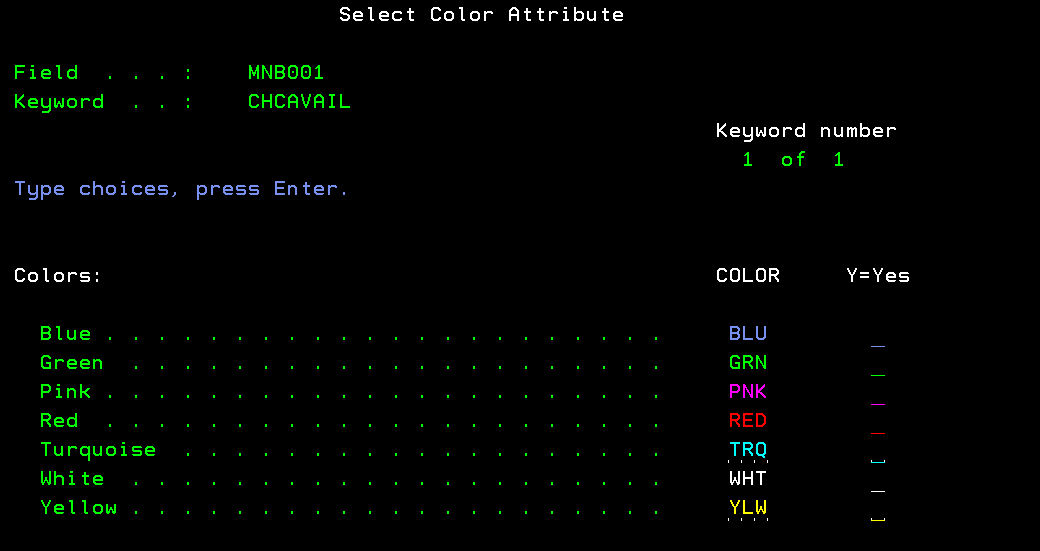 Select Color Attribute
Field . . . : MNB001
Keyword . . : CHCAVAIL
Keyword number
1 of 1
Type choices, press Enter.
Colors: COLOR Y=Yes
Blue . . . . . . . . . . . . . . . . . . . . . . BLU _
Green . . . . . . . . . . . . . . . . . . . . . GRN _
Pink . . . . . . . . . . . . . . . . . . . . . . PNK _
Red . . . . . . . . . . . . . . . . . . . . . . RED _
Turquoise . . . . . . . . . . . . . . . . . . . TRQ _
White . . . . . . . . . . . . . . . . . . . . . WHT _
Yellow . . . . . . . . . . . . . . . . . . . . . YLW _